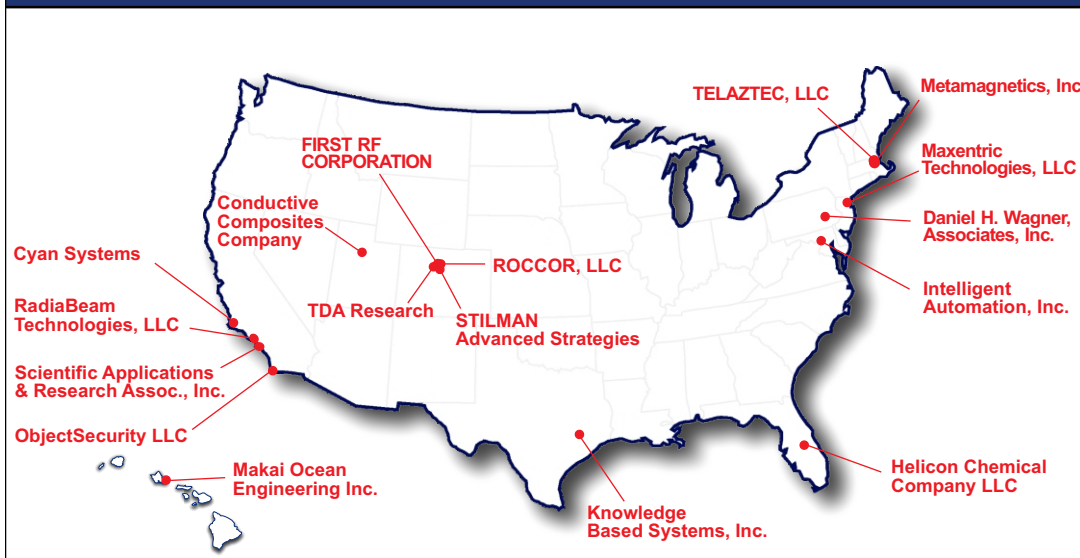 TELAZTEC, LLC
Metamagnetics, Inc
FIRST RF
CORPORATION
Maxentric
Technologies, LLC
Conductive
Composites
Company
Daniel H. Wagner,
Associates, Inc.
Cyan Systems
ROCCOR, LLC
Intelligent
Automation, Inc.
RadiaBeam
Technologies, LLC
TDA Research
STILMAN
Advanced Strategies
Scientific Applications
& Research Assoc., Inc.
ObjectSecurity LLC
Makai Ocean
Engineering Inc.
Helicon Chemical
Company LLC
Knowledge
Based Systems, Inc.